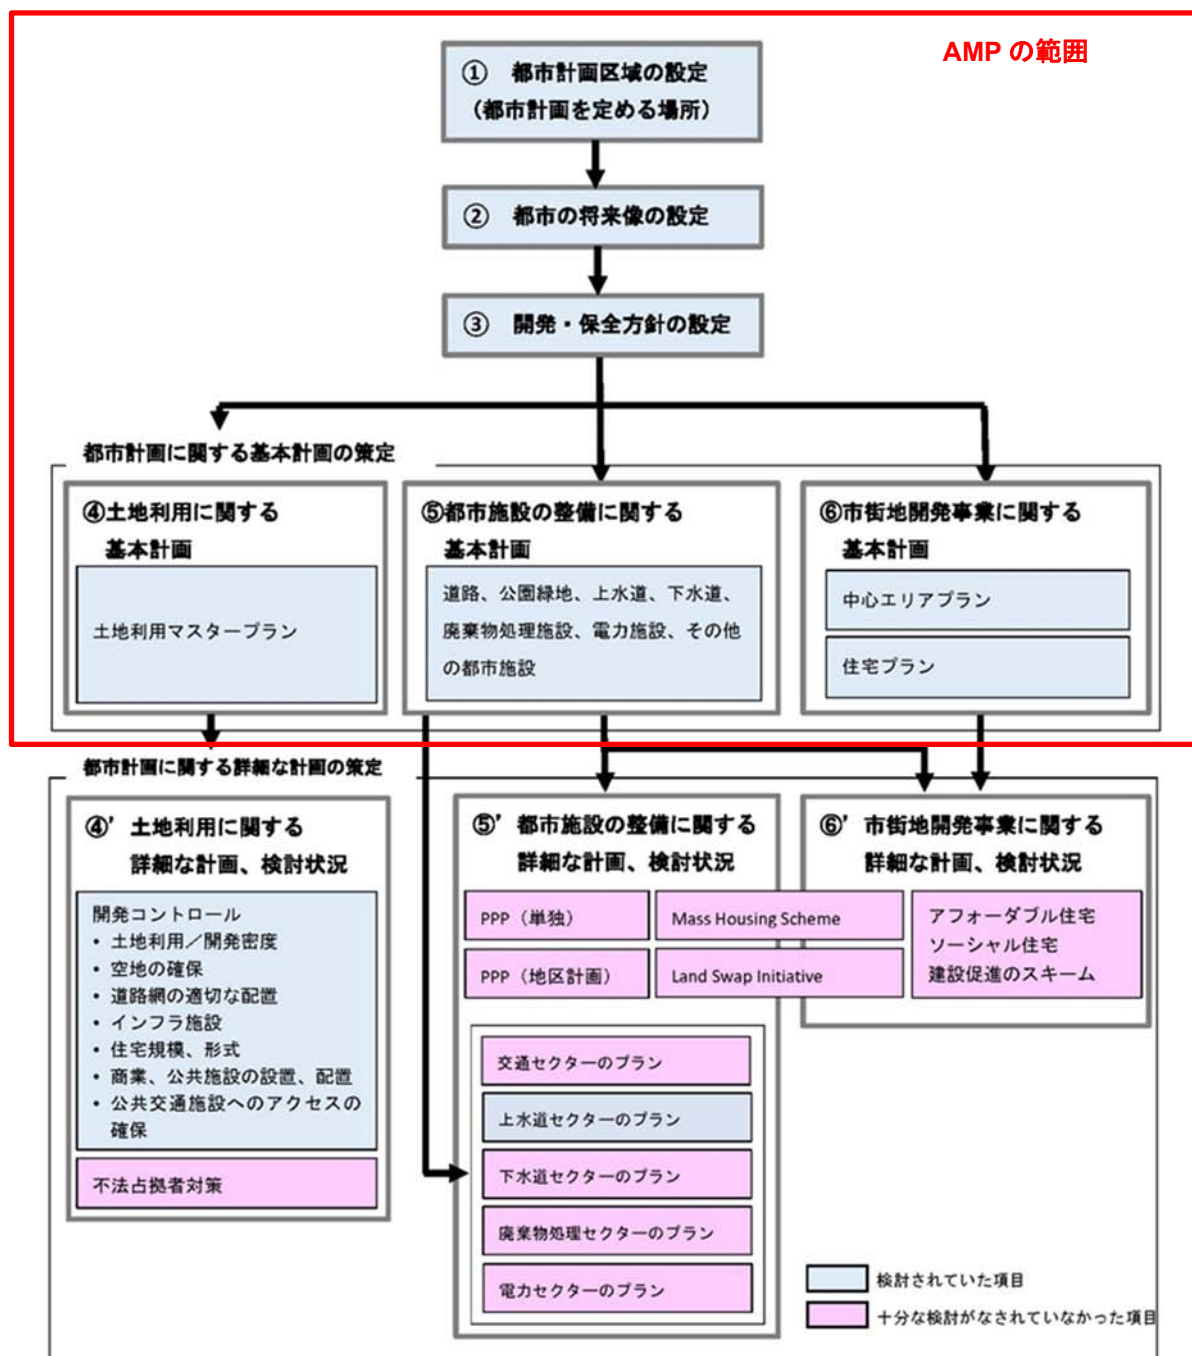 AMP の範囲
① 都市計画区域の設定
(都市計画を定める場所)
② 都市の将来像の設定
③ 開発・保全方針の設定
都市計画に関する基本計画の策定
④土地利用に関する
基本計画
土地利用マスタープラン
⑤都市施設の整備に関する
基本計画
道路、公園緑地、上水道、下水道、
廃棄物処理施設、電力施設、その他
の都市施設
⑥市街地開発事業に関する
基本計画
中心エリアプラン
住宅プラン
都市計画に関する詳細な計画の策定
④’ 土地利用に関する
詳細な計画、検討状況
開発コントロール
• 土地利用／開発密度
• 空地の確保
• 道路網の適切な配置
• インフラ施設
• 住宅規模、形式
• 商業、公共施設の設置、配置
• 公共交通施設へのアクセスの
確保
不法占拠者対策
⑤’ 都市施設の整備に関する
詳細な計画、検討状況
PPP（単独）
PPP（地区計画）
Mass Housing Scheme
Land Swap Initiative
交通セクターのプラン
上水道セクターのプラン
下水道セクターのプラン
廃棄物処理セクターのプラン
電力セクターのプラン
⑥’ 市街地開発事業に関する
詳細な計画、検討状況
アフォーダブル住宅
ソーシャル住宅
建設促進のスキーム
検討されていた項目
十分な検討がなされていなかった項目